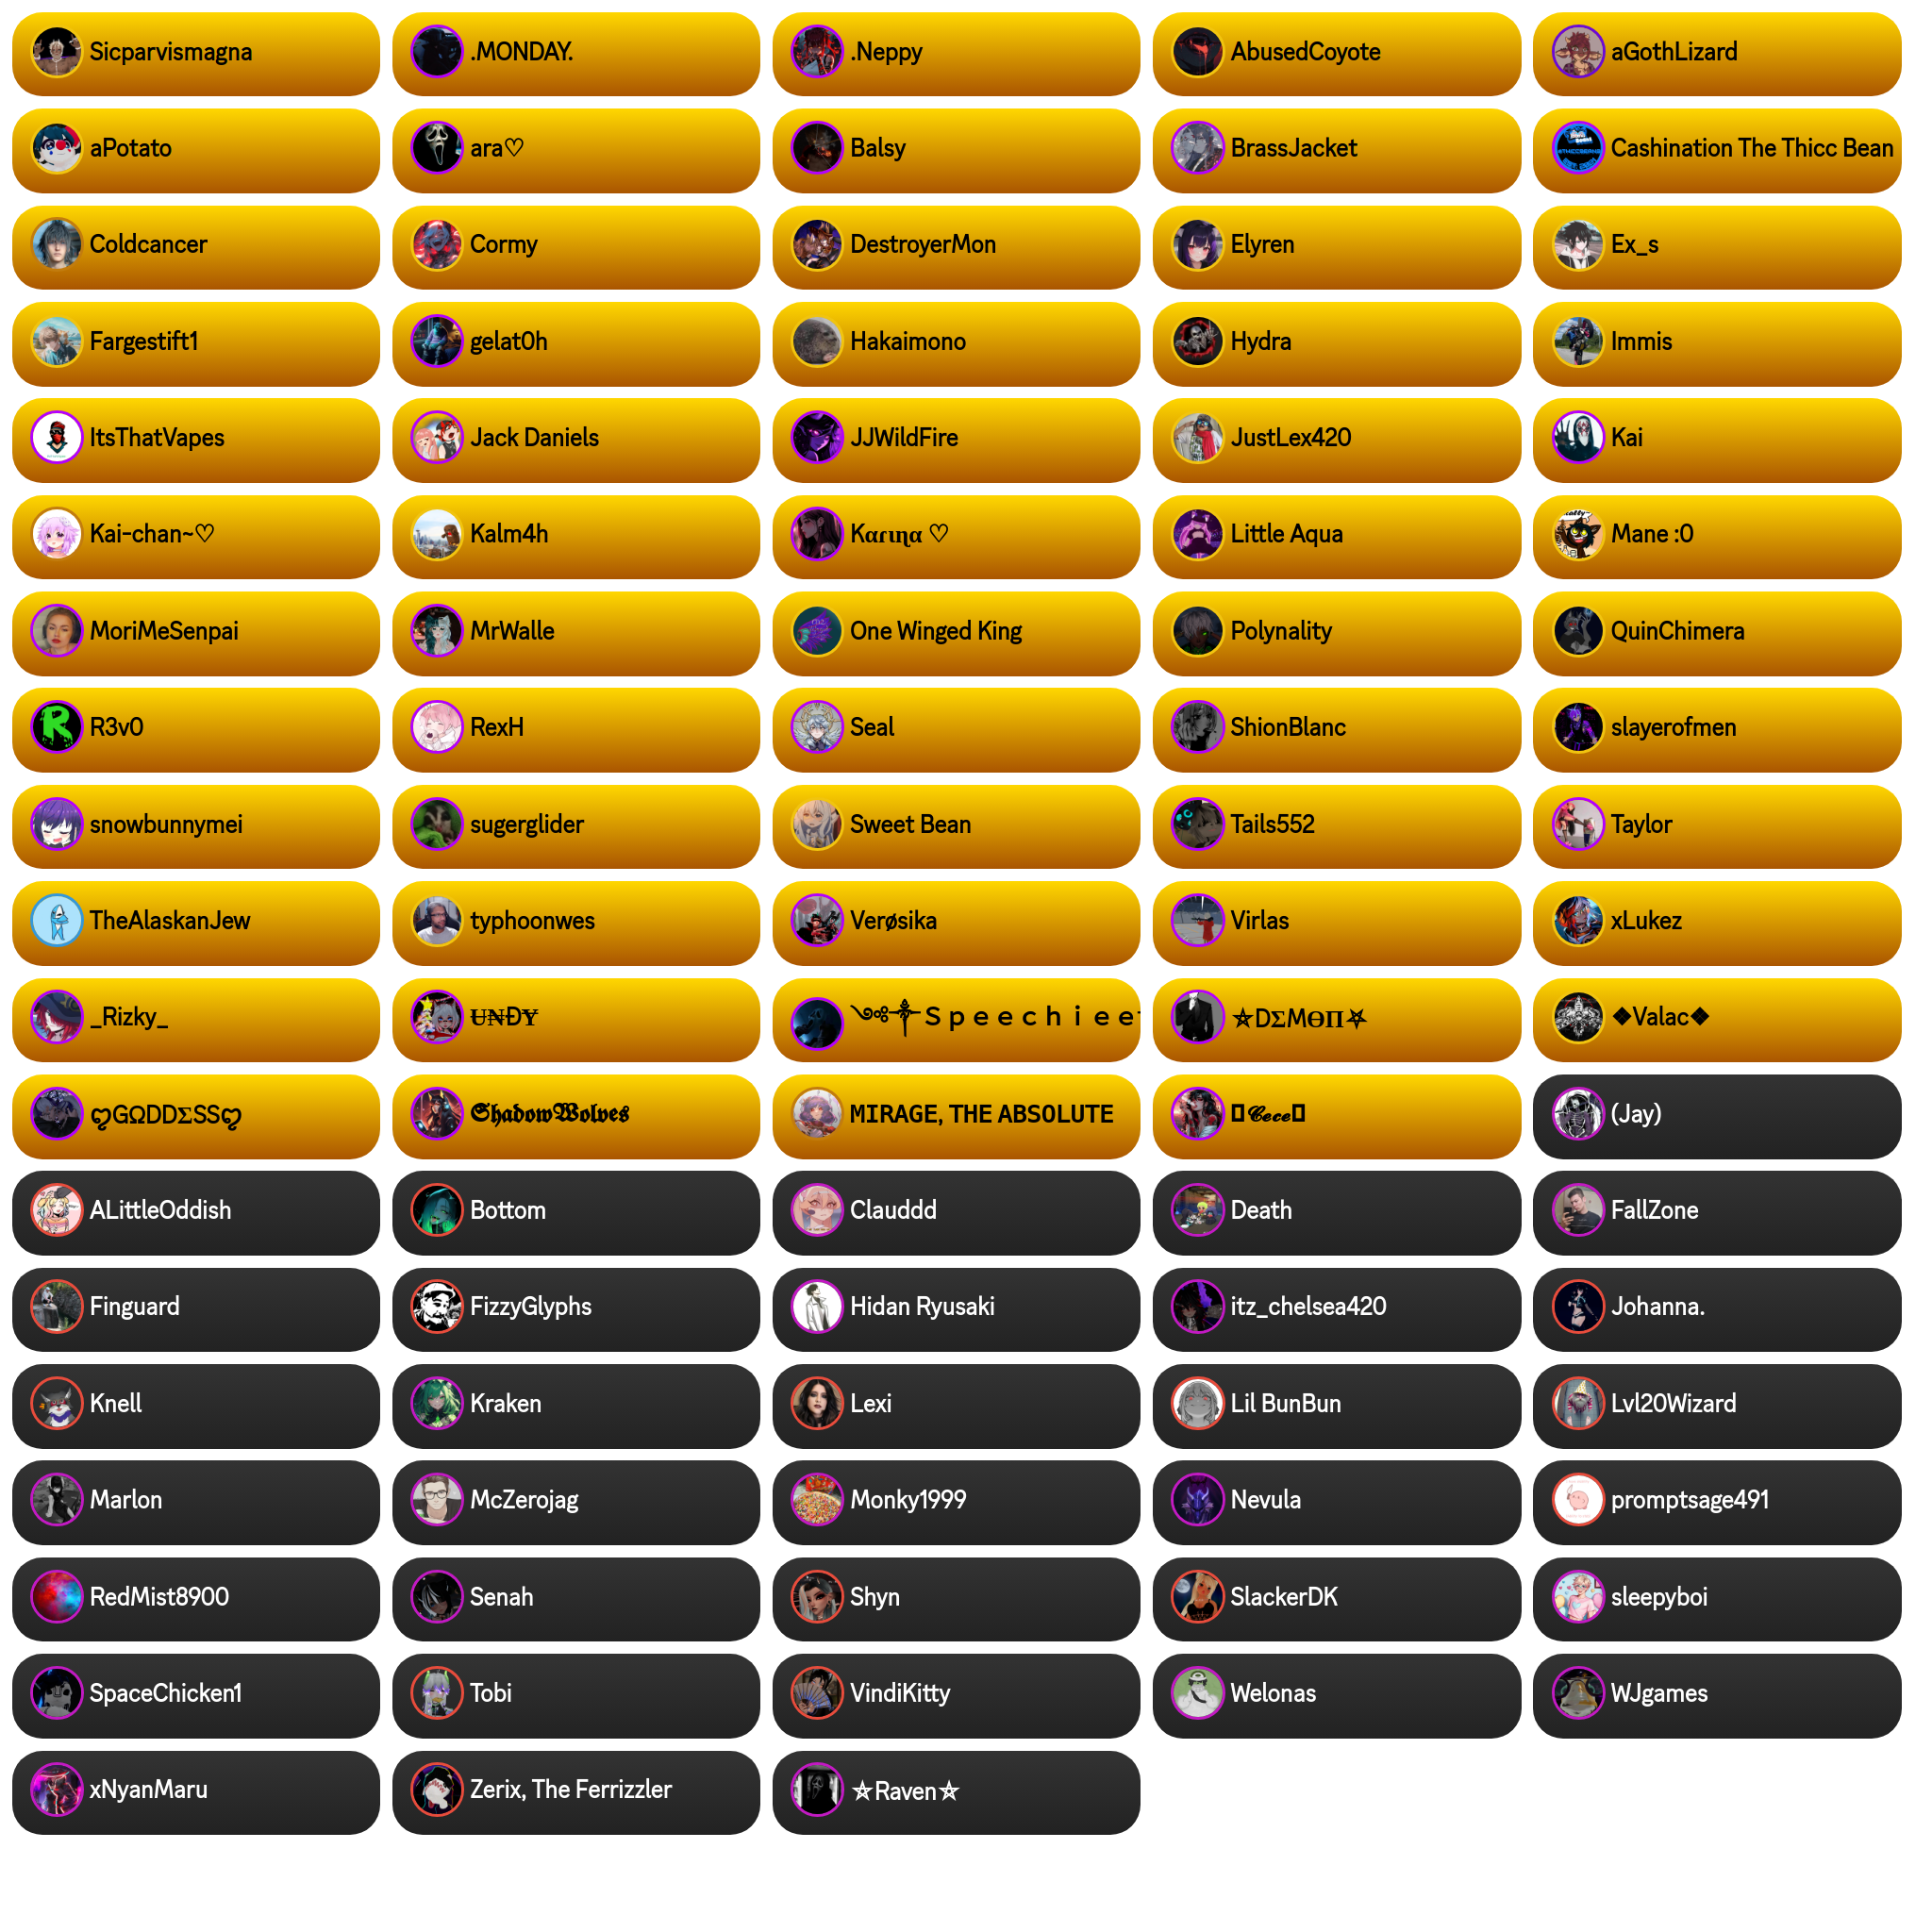 Sicparvismagna
.MONDAY.
.Neppy
AbusedCoyote
aGothLizard
aPotato
ara♡
Balsy
BrassJacket
Cashination The Thicc Bean
Coldcancer
Cormy
DestroyerMon
Elyren
Ex_s
Fargestift1
gelat0h
Hakaimono
Hydra
Immis
ItsThatVapes
Jack Daniels
JJWildFire
JustLex420
Kai
Kai-chan~♡
Kalm4h
Kαɾιɳα ♡
Little Aqua
Mane :0
MoriMeSenpai
MrWalle
One Winged King
Polynality
QuinChimera
R3v0
RexH
Seal
ShionBlanc
slayerofmen
snowbunnymei
sugerglider
Sweet Bean
Tails552
Taylor
TheAlaskanJew
typhoonwes
Verøsika
Virlas
xLukez
_Rizky_
U̶N̶ĐY̶
༺༒Ｓｐｅｅｃｈｉｅｅ
⛤DΣMѲП⛧
❖Valac❖
ღGΩDDΣSSღ
𝕾𝖍𝖆𝖉𝖔𝖜𝖂𝖔𝖑𝖛𝖊𝖘
MIRAGE, THE ABSOLUTE
𝓒𝓮𝓬𝓮
(Jay)
ALittleOddish
Bottom
Clauddd
Death
FallZone
Finguard
FizzyGlyphs
Hidan Ryusaki
itz_chelsea420
Johanna.
Knell
Kraken
Lexi
Lil BunBun
Lvl20Wizard
Marlon
McZerojag
Monky1999
Nevula
promptsage491
RedMist8900
Senah
Shyn
SlackerDK
sleepyboi
SpaceChicken1
Tobi
VindiKitty
Welonas
WJgames
xNyanMaru
Zerix, The Ferrizzler
⛤Raven⛤